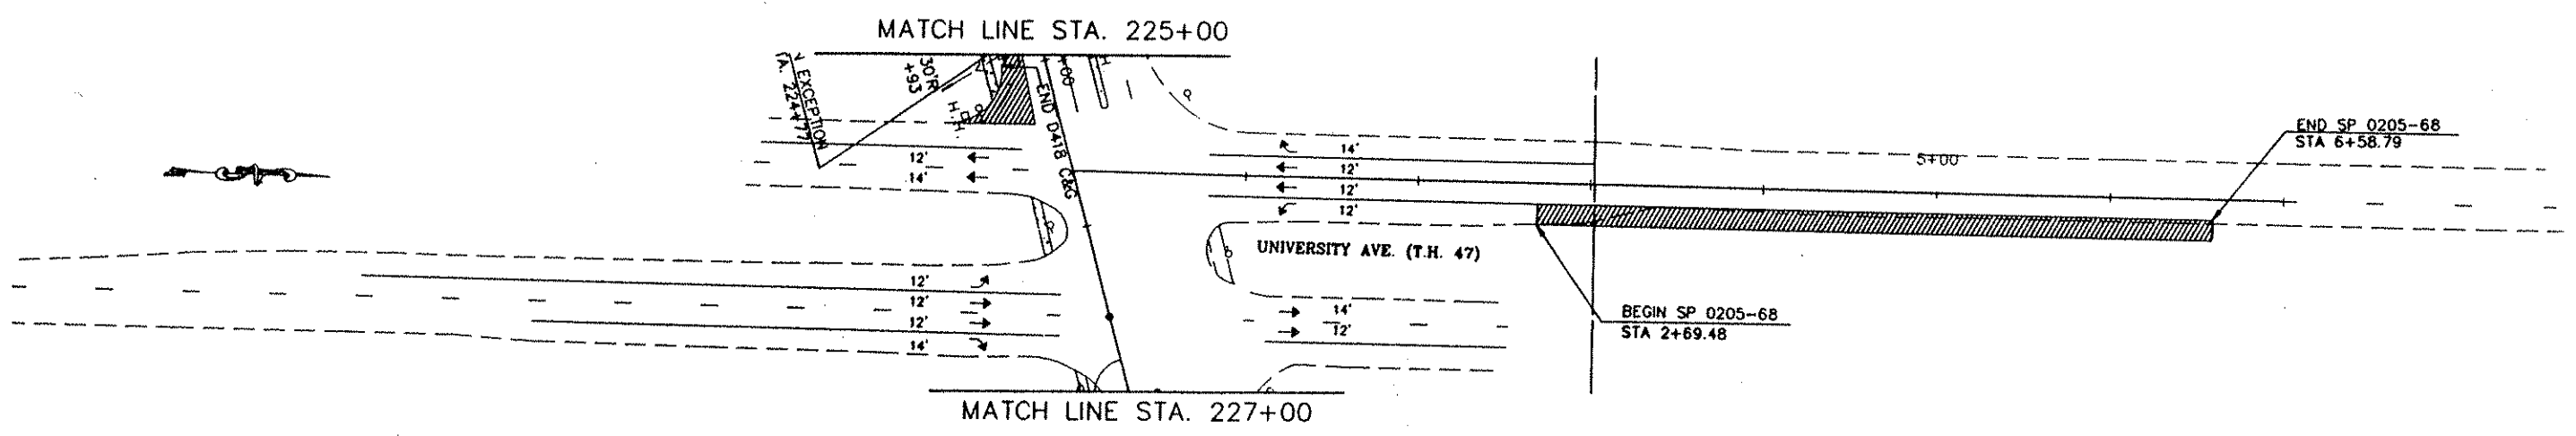 MATCH LINE STA. 225+00
EXCEPTION
TA. 224+77
30'R
+93
H.H.
+00
END D418 C&G
12'
14'
14'
12'
12'
12'
5+00
END SP 0205-68
STA 6+58.79
UNIVERSITY AVE. (T.H. 47)
12'
12'
12'
14'
14'
12'
BEGIN SP 0205-68
STA 2+69.48
MATCH LINE STA. 227+00